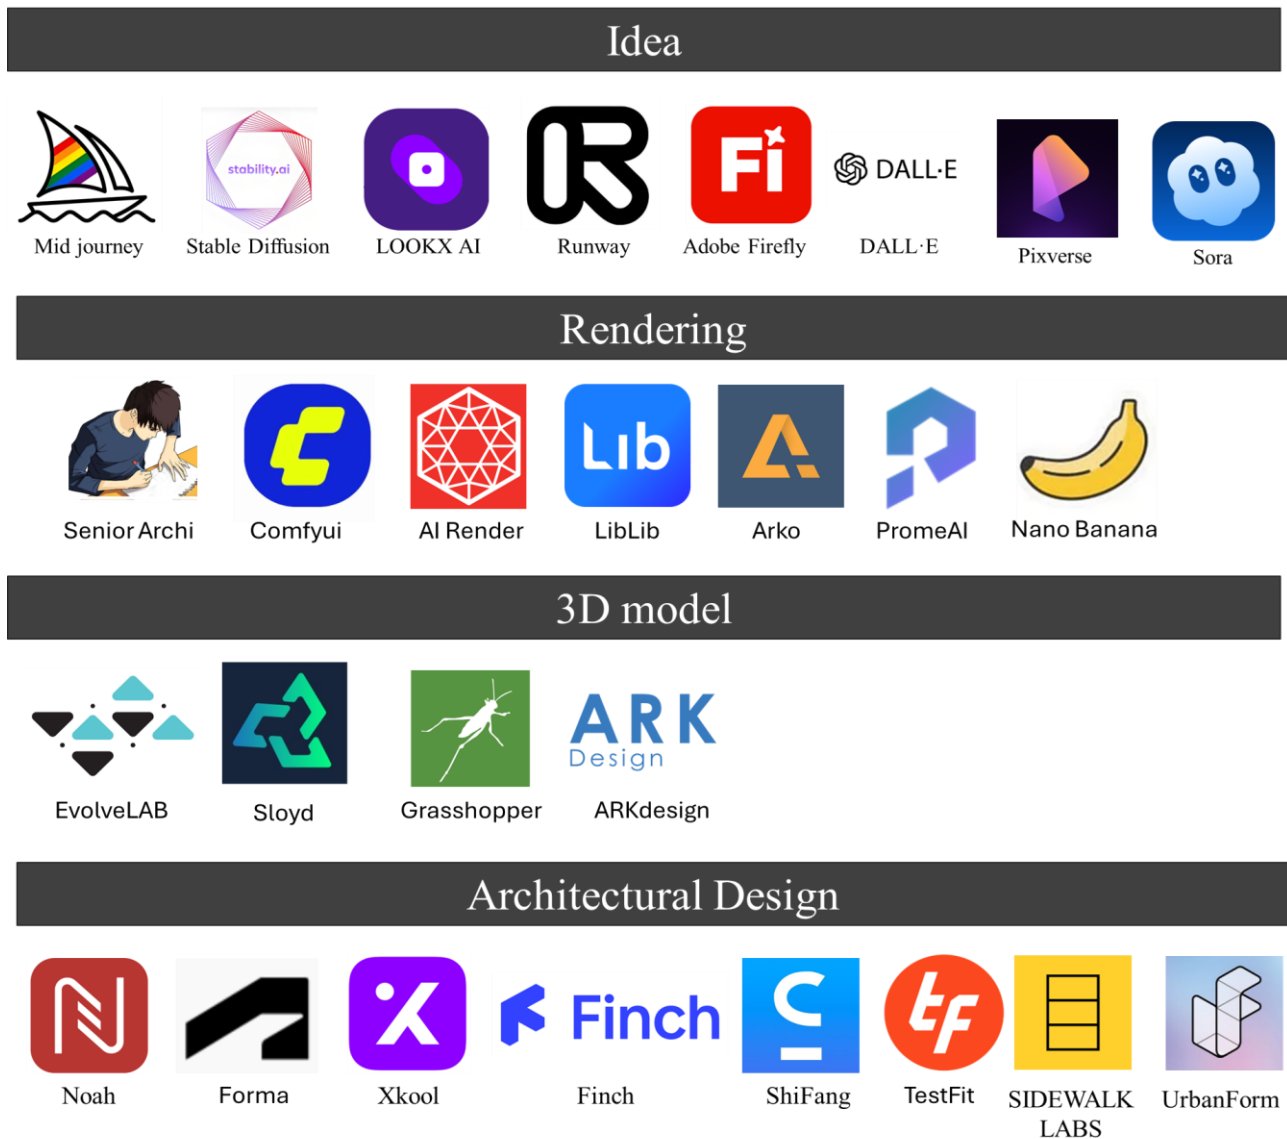 Idea
stability.ai
Fi
DALL·E
Mid journey
Stable Diffusion
LOOKX AI
Runway
Adobe Firefly
DALL·E
Pixverse
Sora
Rendering
Lib
Senior Archi
Comfyui
AI Render
LibLib
Arko
PromeAI
Nano Banana
3D model
ARK
Design
EvolveLAB
Sloyd
Grasshopper
ARKdesign
Architectural Design
Finch
tF
Noah
Forma
Xkool
Finch
ShiFang
TestFit
SIDEWALK
LABS
UrbanForm